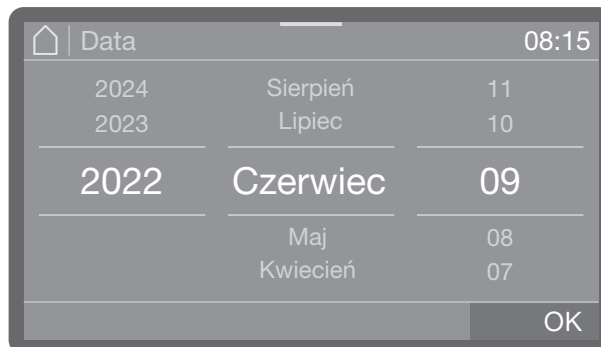 Data 08:15
2024 Sierpień 11
2023 Lipiec 10
2022 Czerwiec 09
Maj 08
Kwiecień 07
OK